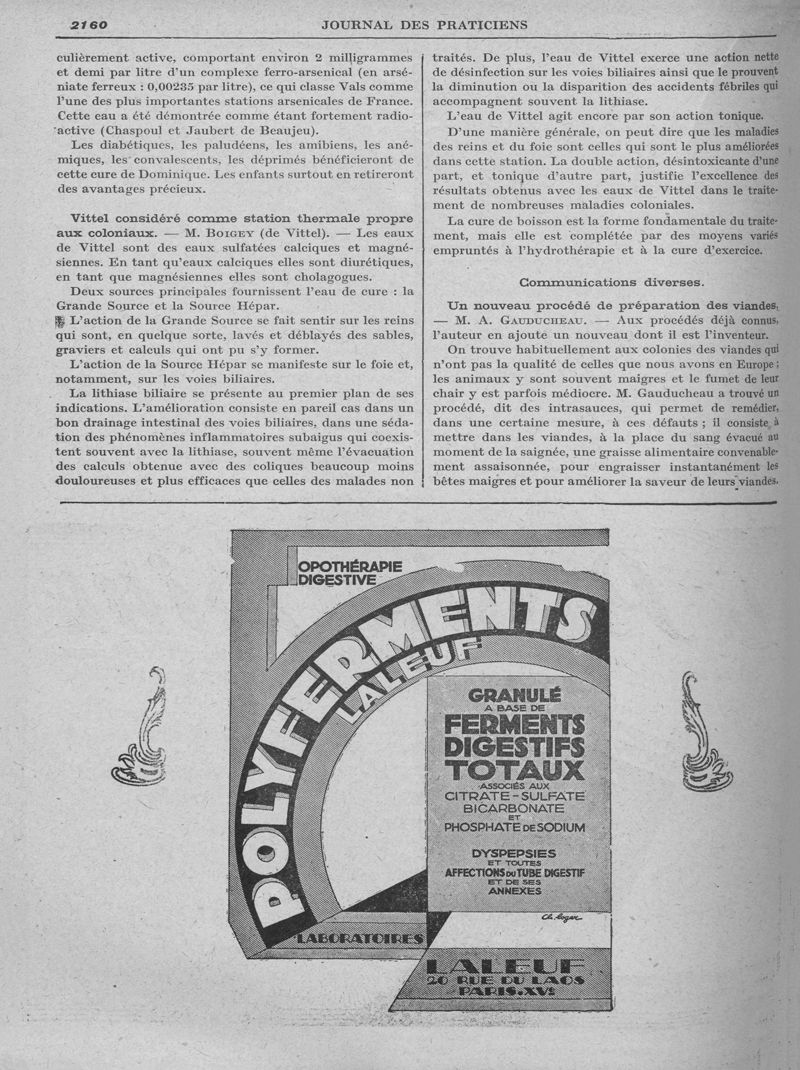 2160
JOURNAL DES PRATICIENS
culièrement active, comportant environ 2 milligrammes
et demi par litre d'un complexe ferro-arsenical (en arsé-
niate ferreux : 0,00235 par litre), ce qui classe Vals comme
l'une des plus importantes stations arsenicales de France.
Cette eau a été démontrée comme étant fortement radio-
active (Chaspoul et Jaubert de Beaujeu).
Les diabétiques, les paludéens, les amibiens, les ané-
miques, les convalescents, les déprimés bénéficieront de
cette cure de Dominique. Les enfants surtout en retireront
des avantages précieux.
Vittel considéré comme station thermale propre
aux coloniaux. — M. BOIGEY (de Vittel). — Les eaux
de Vittel sont des eaux sulfatées calciques et magné-
siennes. En tant qu'eaux calciques elles sont diurétiques,
en tant que magnésiennes elles sont cholagogues.
Deux sources principales fournissent l'eau de cure : la
Grande Source et la Source Hépar.
L'action de la Grande Source se fait sentir sur les reins
qui sont, en quelque sorte, lavés et déblayés des sables,
graviers et calculs qui ont pu s'y former.
L'action de la Source Hépar se manifeste sur le foie et,
notamment, sur les voies biliaires.
La lithiase biliaire se présente au premier plan de ses
indications. L'amélioration consiste en pareil cas dans un
bon drainage intestinal des voies biliaires, dans une séda-
tion des phénomènes inflammatoires subaigus qui coexis-
tent souvent avec la lithiase, souvent même l'évacuation
des calculs obtenue avec des coliques beaucoup moins
douloureuses et plus efficaces que celles des malades non
traités. De plus, l'eau de Vittel exerce une action nette
de désinfection sur les voies biliaires ainsi que le prouvent
la diminution ou la disparition des accidents fébriles qui
accompagnent souvent la lithiase.
L'eau de Vittel agit encore par son action tonique.
D'une manière générale, on peut dire que les maladies
des reins et du foie sont celles qui sont le plus améliorées
dans cette station. La double action, désintoxicante d'une
part, et tonique d'autre part, justifie l'excellence des
résultats obtenus avec les eaux de Vittel dans le traite-
ment de nombreuses maladies coloniales.
La cure de boisson est la forme fondamentale du traite-
ment, mais elle est complétée par des moyens variés
empruntés à l'hydrothérapie et à la cure d'exercice.
Communications diverses.
Un nouveau procédé de préparation des viandes.
— M. A. GAUDUCHEAU. — Aux procédés déjà connus,
l'auteur en ajoute un nouveau dont il est l'inventeur.
On trouve habituellement aux colonies des viandes qui
n'ont pas la qualité de celles que nous avons en Europe ;
les animaux y sont souvent maigres et le fumet de leur
chair y est parfois médiocre. M. Gauducheau a trouvé un
procédé, dit des intrasauces, qui permet de remédier,
dans une certaine mesure, à ces défauts ; il consiste à
mettre dans les viandes, à la place du sang évacué au
moment de la saignée, une graisse alimentaire convenable-
ment assaisonnée, pour engraisser instantanément les
bêtes maigres et pour améliorer la saveur de leurs viandes.
OPOTHÉRAPIE
DIGESTIVE
POLYFERMENTS
LALEUF
GRANULÉ
A BASE DE
FERMENTS
DIGESTIFS
TOTAUX
ASSOCIÉS AUX
CITRATE-SULFATE
BICARBONATE
ET
PHOSPHATE DE SODIUM
DYSPEPSIES
ET TOUTES
AFFECTIONS DU TUBE DIGESTIF
ET DE SES
ANNEXES
LABORATOIRES
LALEUF
20 RUE DU LAOS
PARIS.XVe